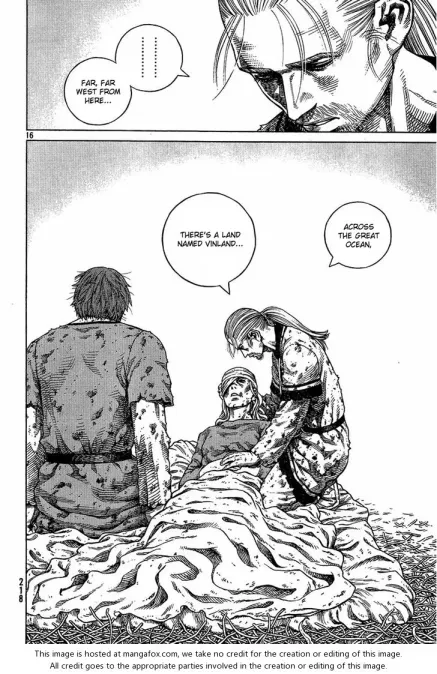 FAR, FAR
WEST FROM
HERE...
16
ACROSS
THE GREAT
OCEAN,
THERE'S A LAND
NAMED VINLAND...
218
This image is hosted at mangafox.com, we take no credit for the creation or editing of this image.
All credit goes to the appropriate parties involved in the creation or editing of this image.